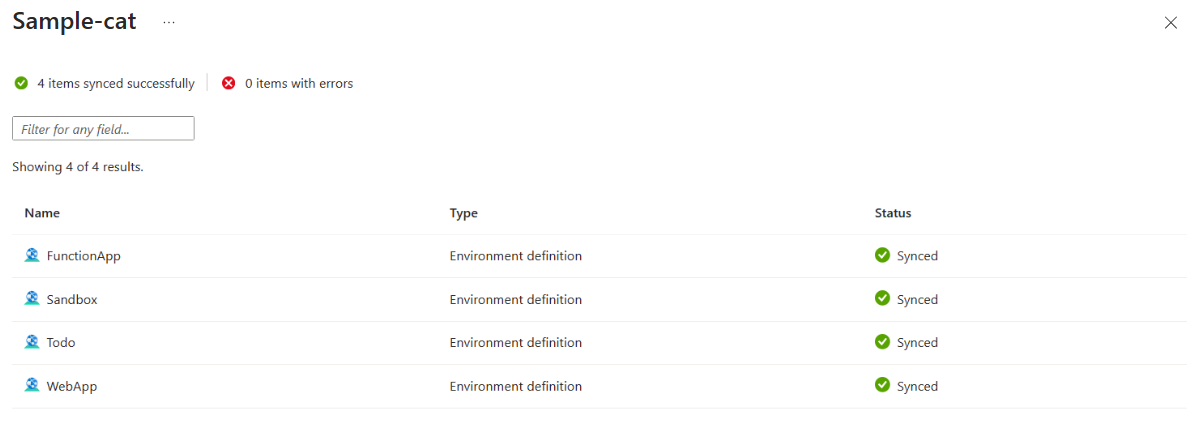 Sample-cat ...
4 items synced successfully 0 items with errors
Filter for any field...
Showing 4 of 4 results.
Name Type Status
FunctionApp Environment definition Synced
Sandbox Environment definition Synced
Todo Environment definition Synced
WebApp Environment definition Synced